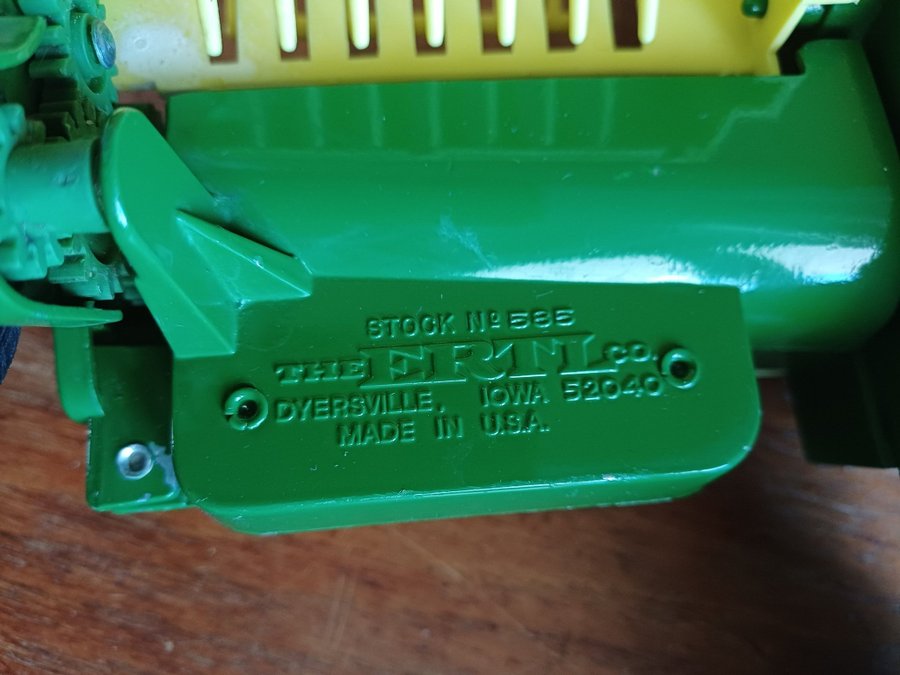 STOCK Nº 585
THE ERTL CO.
DYERSVILLE, IOWA 52040
MADE IN U.S.A.